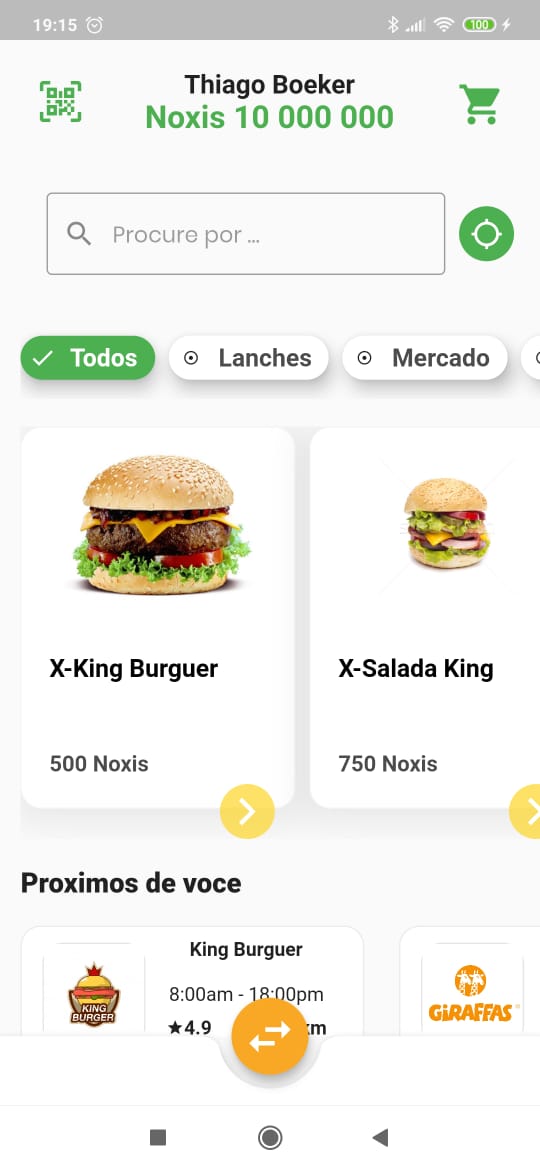 19:15
100
Thiago Boeker
Noxis 10 000 000
Procure por ...
Todos
Lanches
Mercado
X-King Burguer
X-Salada King
500 Noxis
750 Noxis
Proximos de voce
King Burguer
8:00am - 18:00pm
4.9
km
KING
BURGER
GiRAFFAS